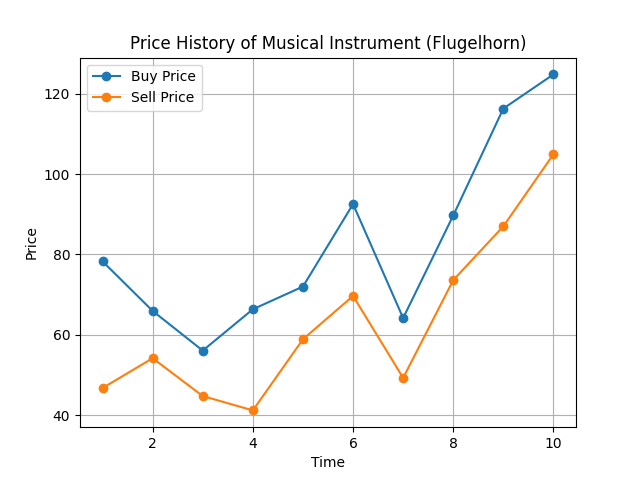 Price History of Musical Instrument (Flugelhorn)
Buy Price
Sell Price
Price
120
100
80
60
40
2 4 6 8 10
Time